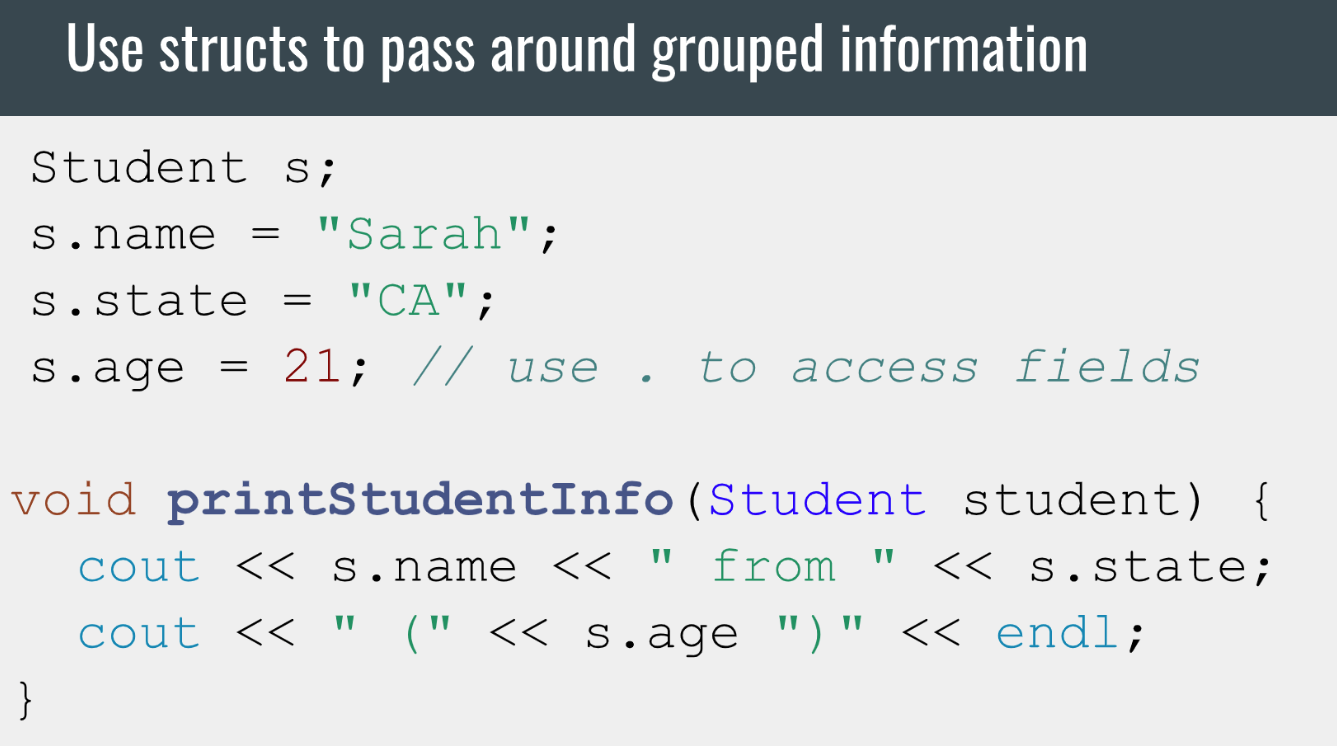 Use structs to pass around grouped information
Student s;
s.name = "Sarah";
s.state = "CA";
s.age = 21; // use . to access fields
void printStudentInfo(Student student) {
cout << s.name << " from " << s.state;
cout << " (" << s.age ")" << endl;
}